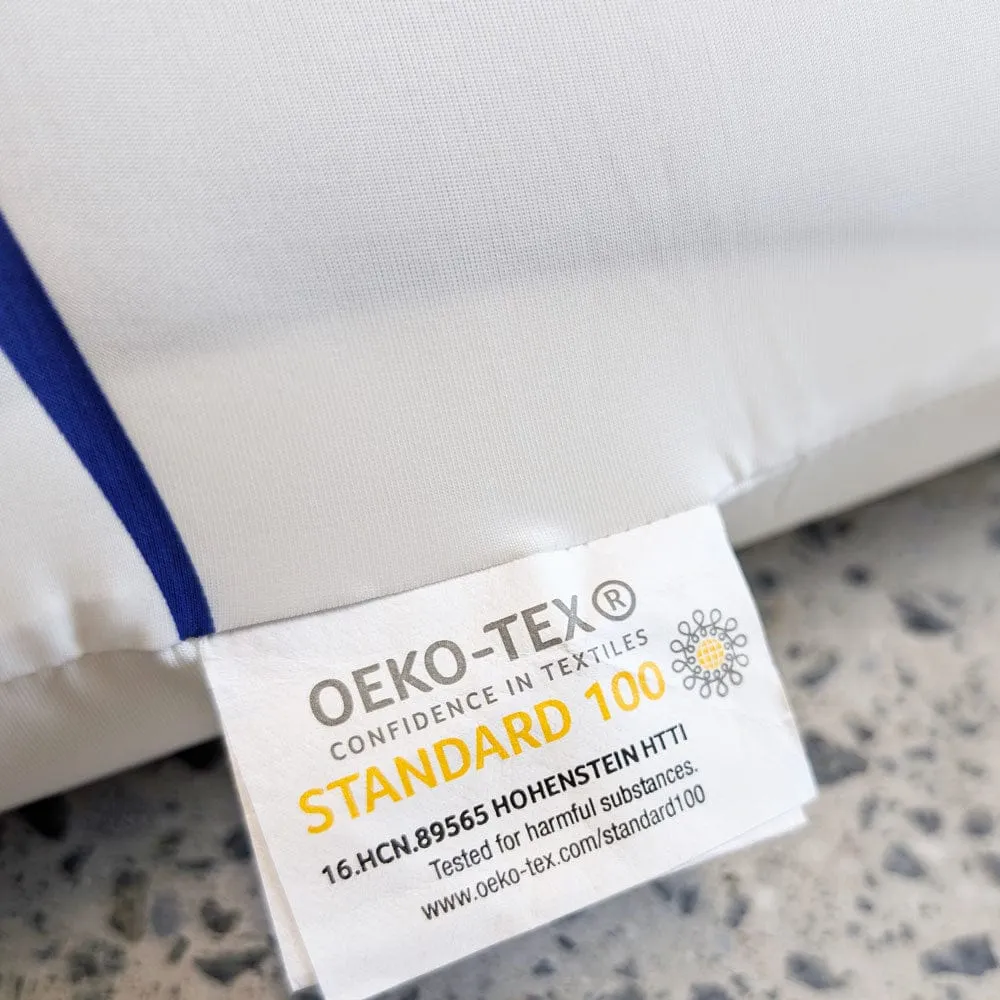 OEKO-TEX®
CONFIDENCE IN TEXTILES
STANDARD 100
16.HCN.89565 HOHENSTEIN HTTI
Tested for harmful substances.
www.oeko-tex.com/standard100